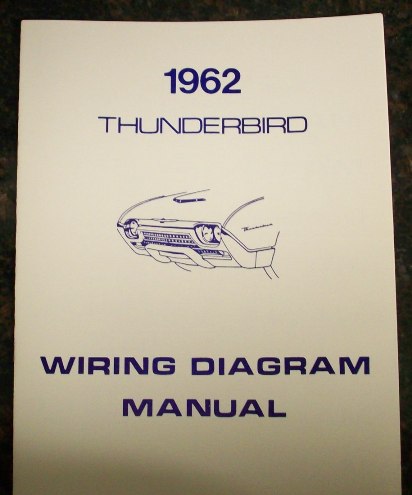 1962
THUNDERBIRD
WIRING DIAGRAM
MANUAL